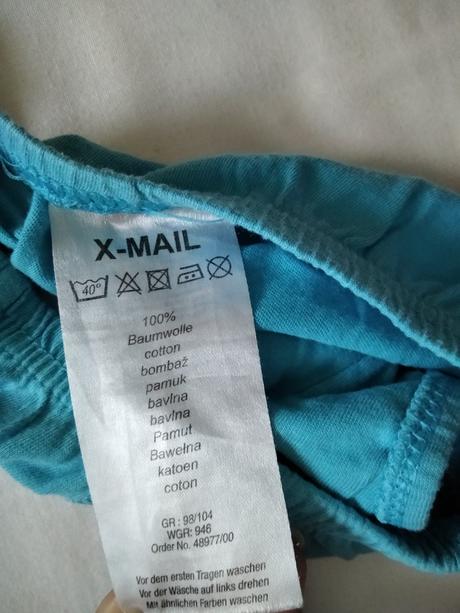 X-MAIL
40°
100%
Baumwolle
cotton
bombaž
pamuk
bavlna
bavlna
Pamut
Bawełna
katoen
coton
GR : 98/104
WGR: 946
Order No. 48977/00
Vor dem ersten Tragen waschen
Vor der Wäsche auf links drehen
Mit ähnlichen Farben waschen